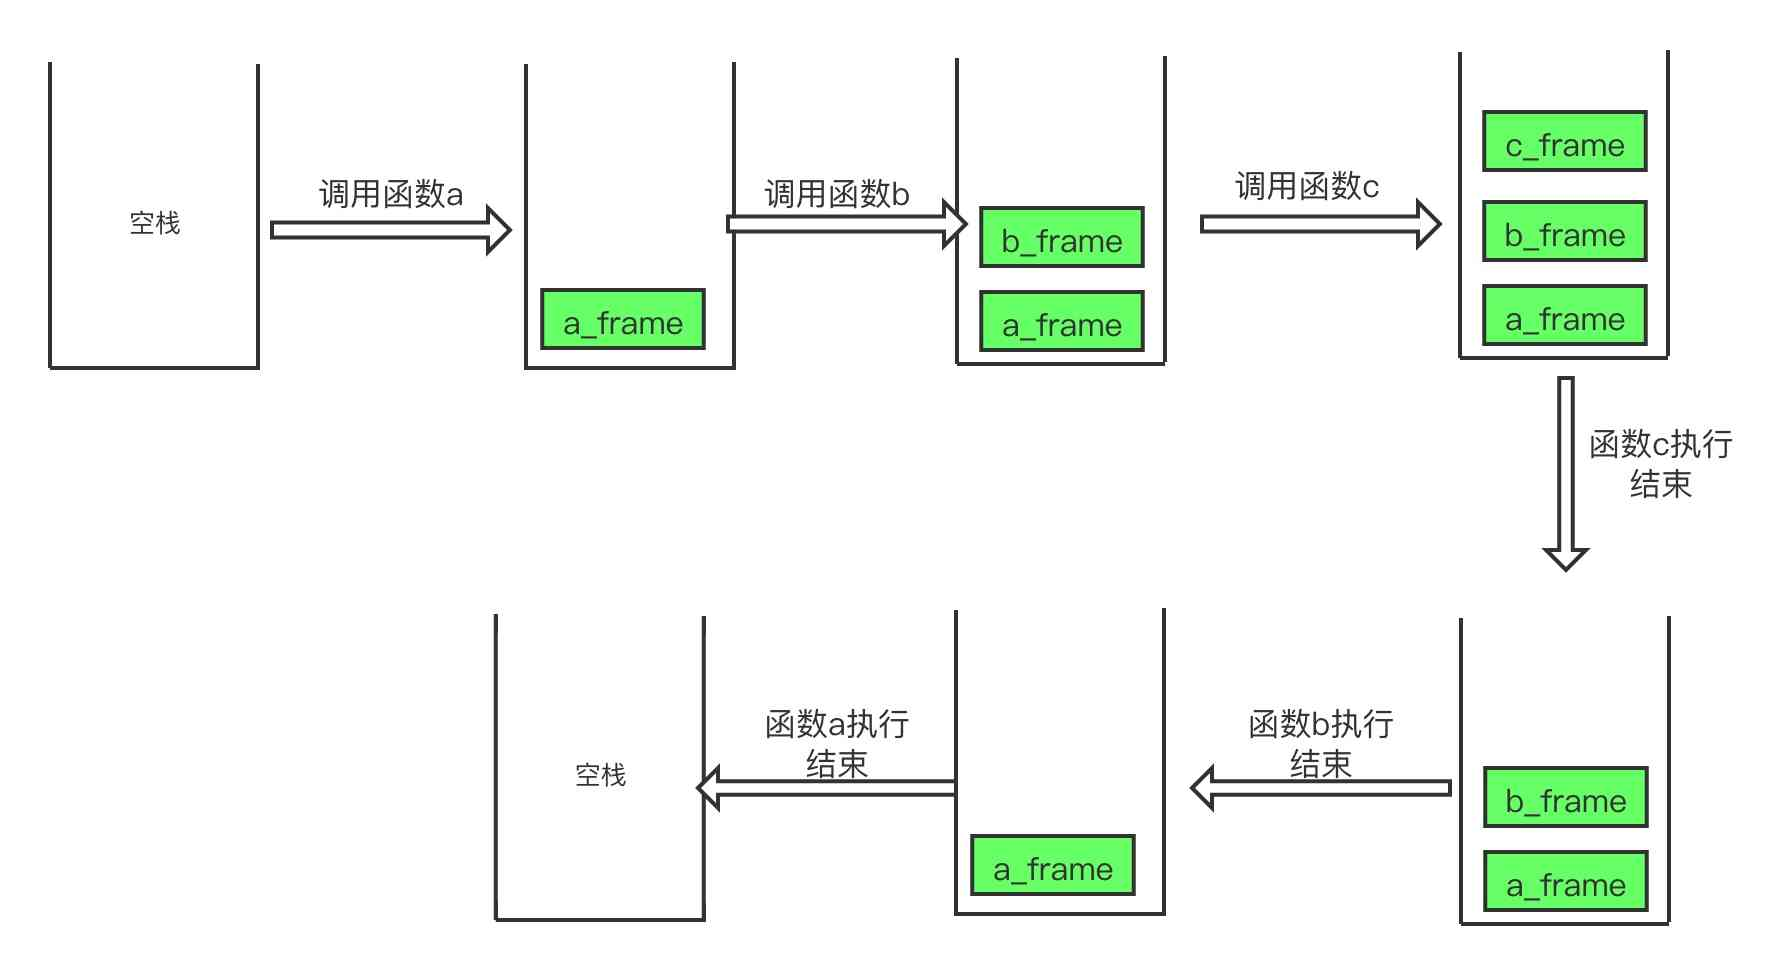 空栈
调用函数a
a_frame
调用函数b
b_frame
a_frame
调用函数c
c_frame
b_frame
a_frame
函数c执行
结束
b_frame
a_frame
函数b执行
结束
a_frame
函数a执行
结束
空栈